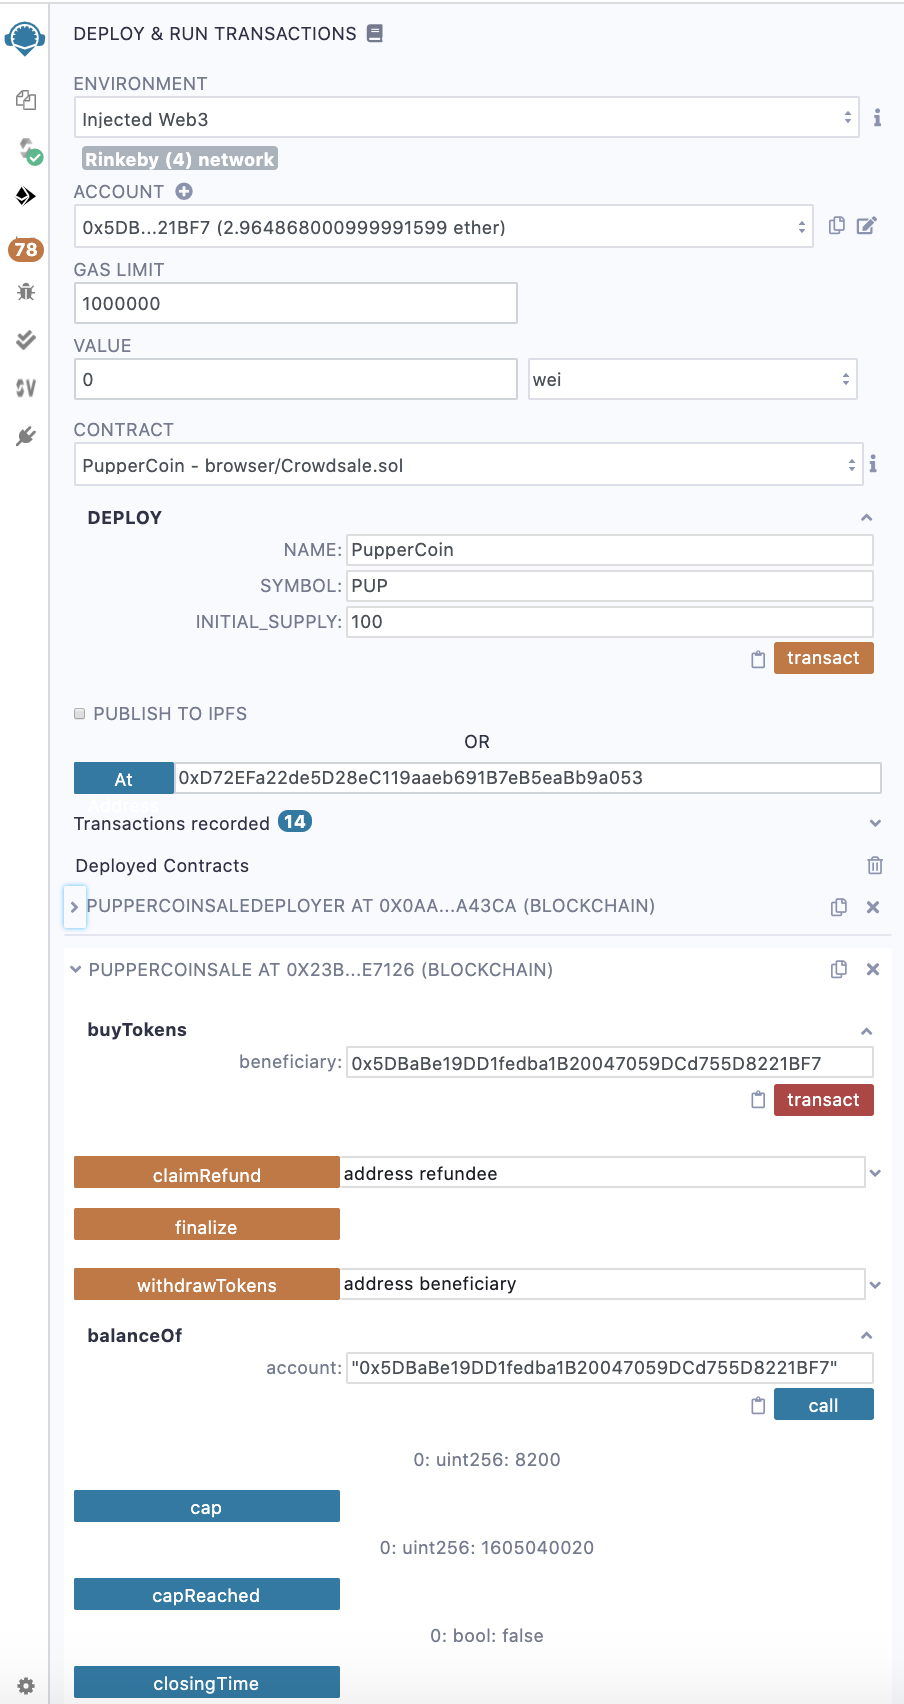 DEPLOY & RUN TRANSACTIONS
ENVIRONMENT
Injected Web3
Rinkeby (4) network
ACCOUNT
0x5DB...21BF7 (2.964868000999991599 ether)
78
GAS LIMIT
1000000
VALUE
0 wei
CONTRACT
PupperCoin - browser/Crowdsale.sol
DEPLOY
NAME: PupperCoin
SYMBOL: PUP
INITIAL_SUPPLY: 100
transact
PUBLISH TO IPFS
OR
At Address 0xD72EFa22de5D28eC119aaeb691B7eB5eaBb9a053
Transactions recorded 14
Deployed Contracts
PUPPERCOINSALEDEPLOYER AT 0X0AA...A43CA (BLOCKCHAIN)
PUPPERCOINSALE AT 0X23B...E7126 (BLOCKCHAIN)
buyTokens
beneficiary: 0x5DBaBe19DD1fedba1B20047059DCd755D8221BF7
transact
claimRefund address refundee
finalize
withdrawTokens address beneficiary
balanceOf
account: "0x5DBaBe19DD1fedba1B20047059DCd755D8221BF7"
call
0: uint256: 8200
cap
0: uint256: 1605040020
capReached
0: bool: false
closingTime